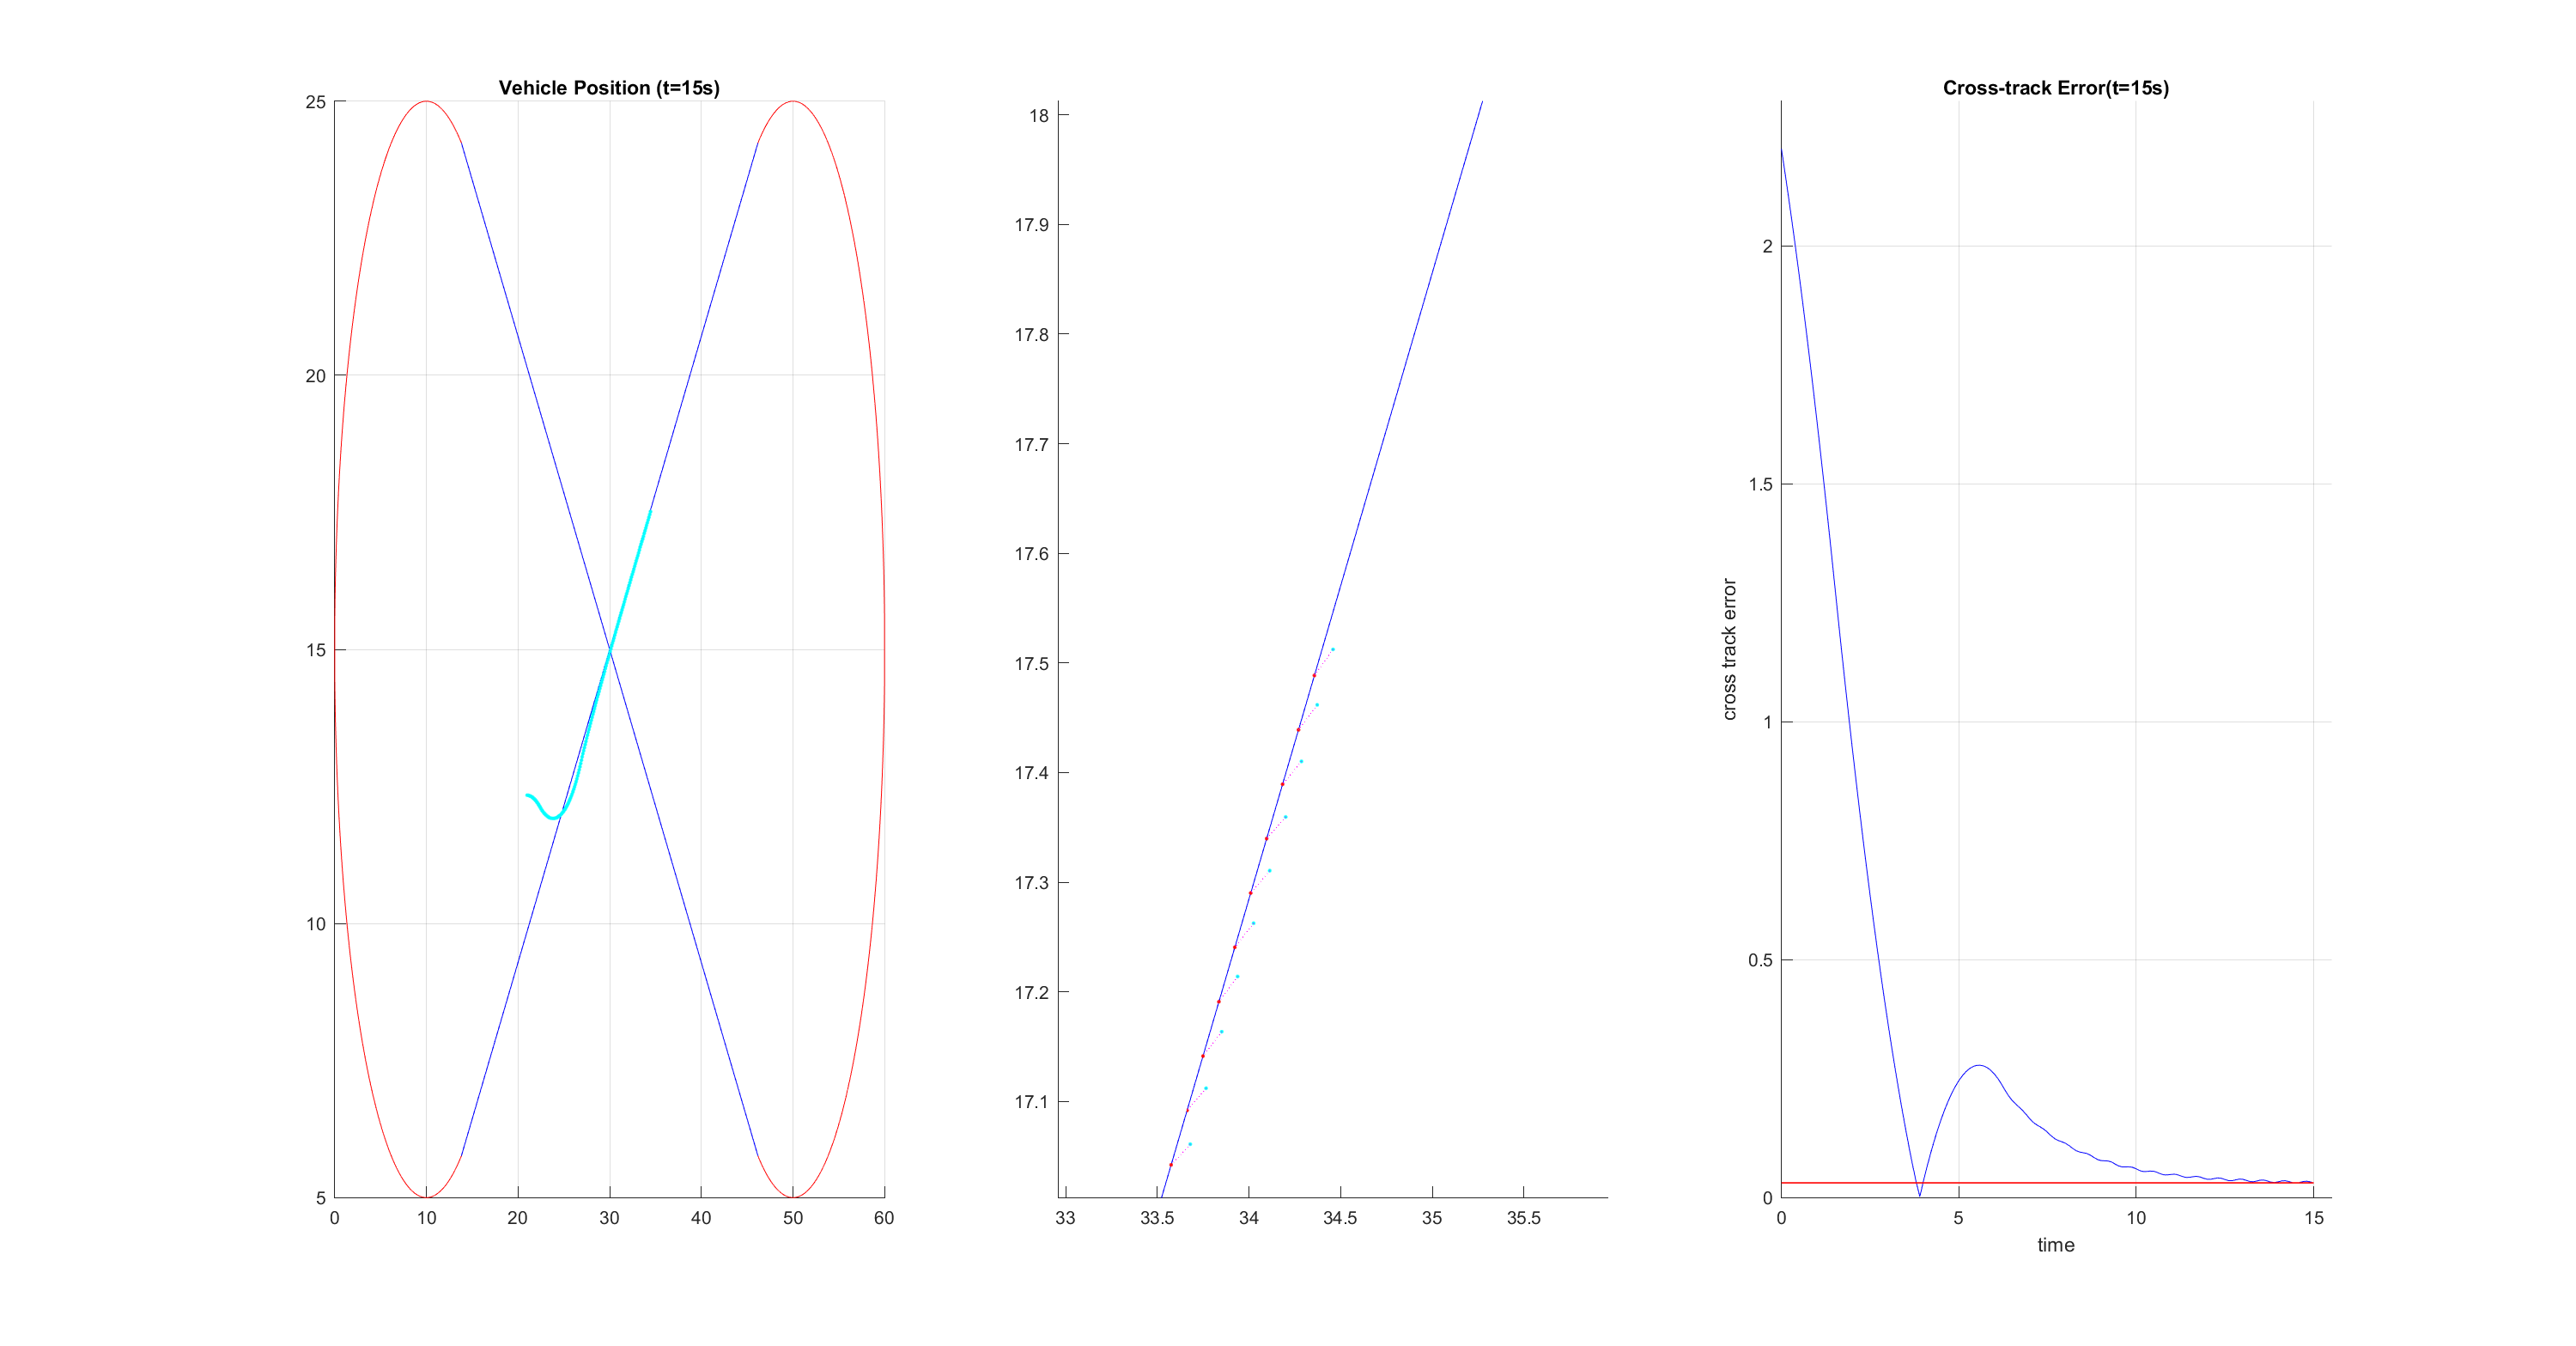 Vehicle Position (t=15s)
25
20
15
10
5
0 10 20 30 40 50 60
18
17.9
17.8
17.7
17.6
17.5
17.4
17.3
17.2
17.1
33 33.5 34 34.5 35 35.5
Cross-track Error(t=15s)
cross track error
2
1.5
1
0.5
0
0 5 10 15
time